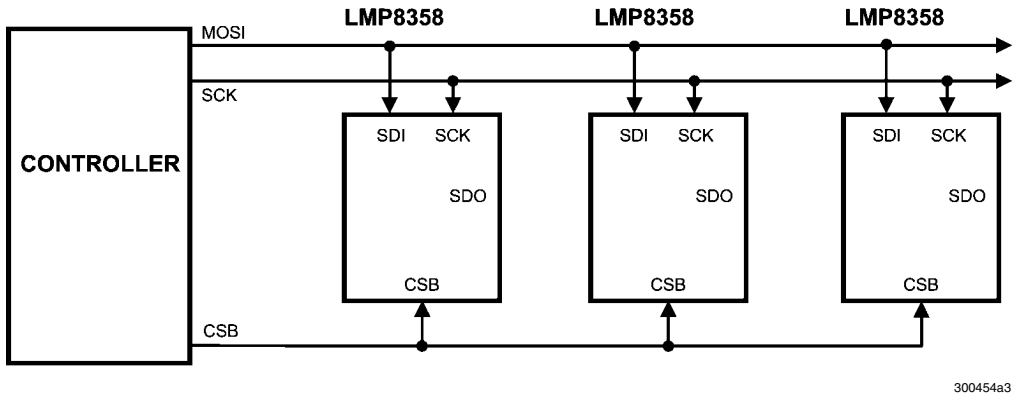 LMP8358 LMP8358 LMP8358
MOSI
SCK
SDI SCK SDI SCK SDI SCK
CONTROLLER
SDO SDO SDO
CSB CSB CSB
CSB
300454a3